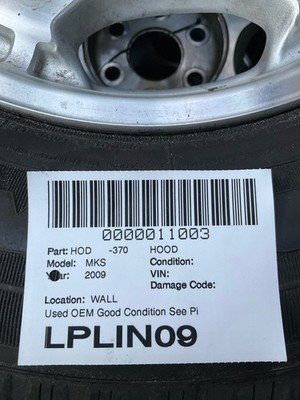 0000011003
Part: HOD -370 HOOD
Model: MKS Condition:
Year: 2009 VIN:
Damage Code:
Location: WALL
Used OEM Good Condition See Pi
LPLIN09